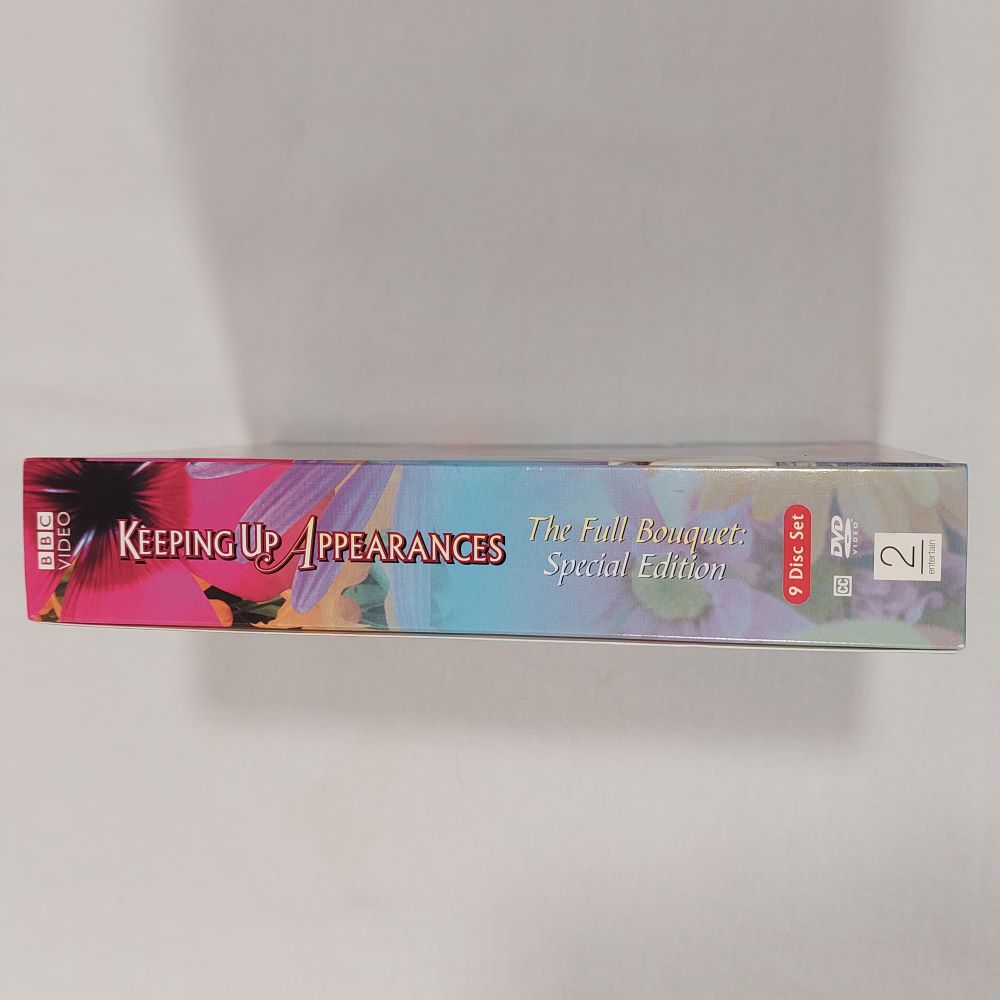 BBC
VIDEO
KEEPING UP APPEARANCES
The Full Bouquet:
Special Edition
9 Disc Set
DVD
VIDEO
CC
2
entertain